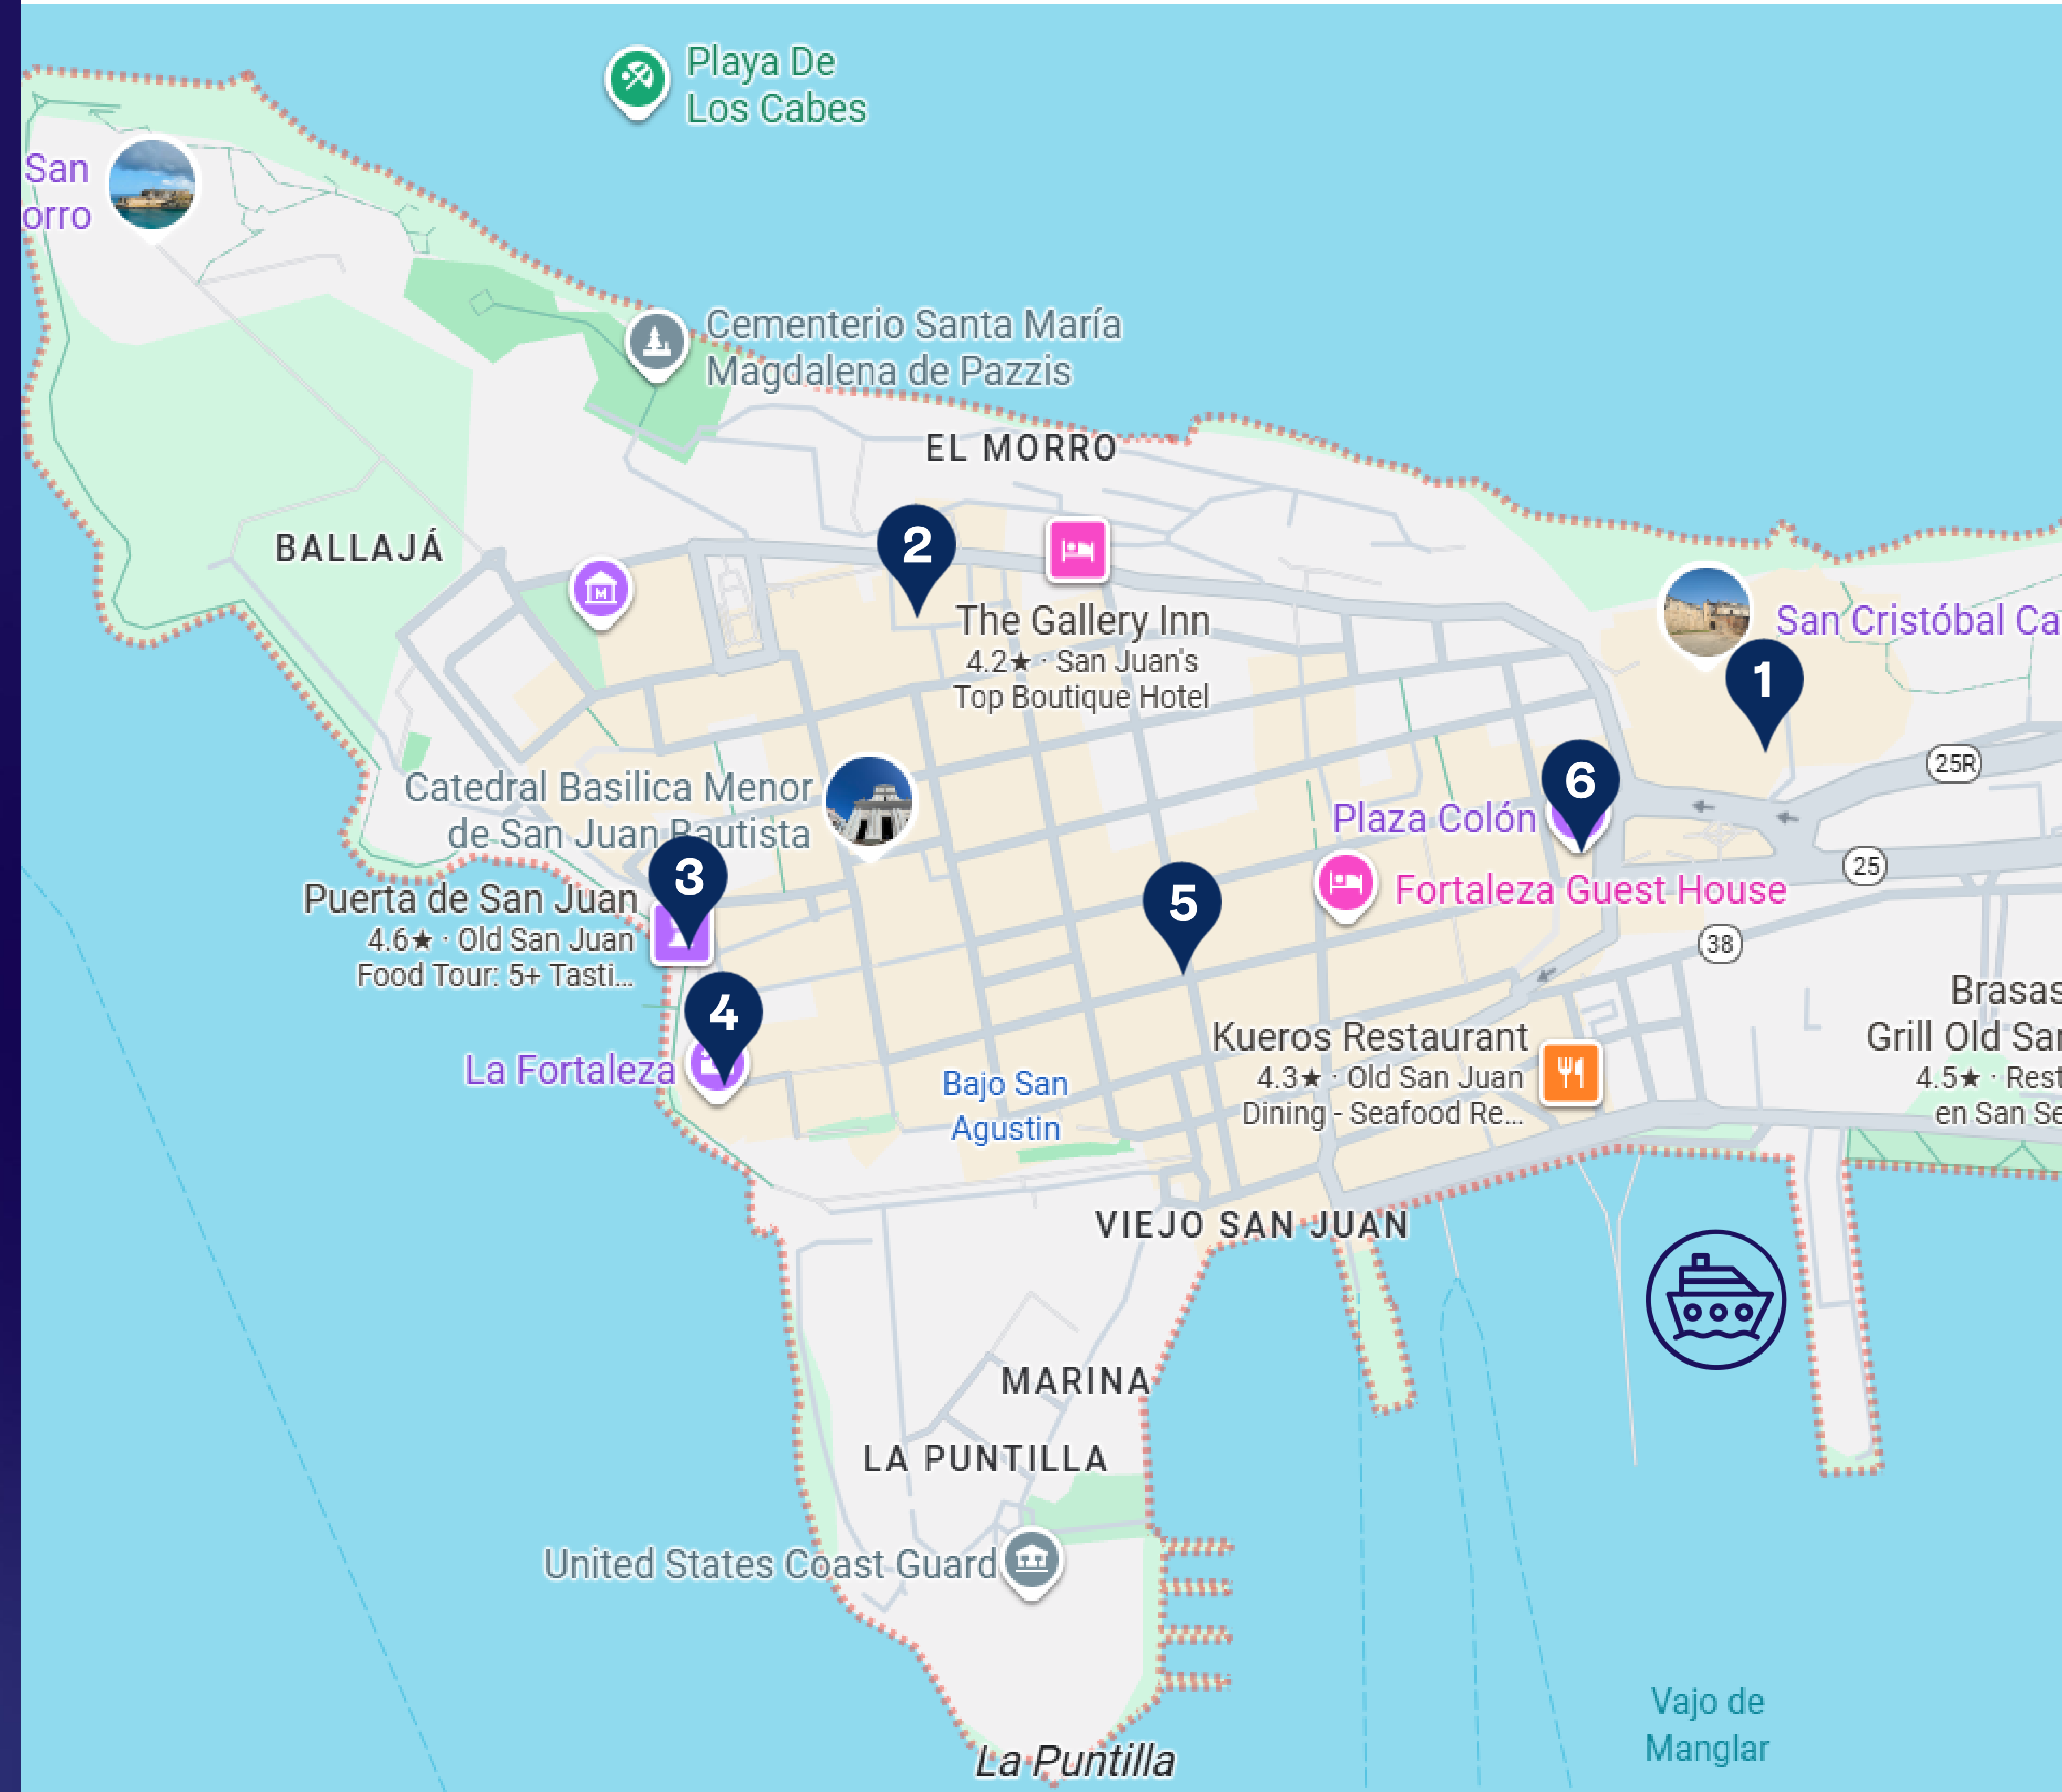 Playa De
Los Cabes
San
orro
Cementerio Santa María
Magdalena de Pazzis
EL MORRO
BALLAJÁ
2
M
The Gallery Inn
4.2★ · San Juan's
Top Boutique Hotel
San Cristóbal Ca
1
25R
6
Plaza Colón
Catedral Basilica Menor
de San Juan Bautista
25
3
Fortaleza Guest House
Puerta de San Juan
4.6★ · Old San Juan
Food Tour: 5+ Tasti...
5
38
4
La Fortaleza
Brasas
Grill Old Sar
4.5★ · Rest
en San Se
Kueros Restaurant
4.3★ · Old San Juan
Dining - Seafood Re...
Bajo San
Agustin
VIEJO SAN JUAN
MARINA
LA PUNTILLA
United States Coast Guard
Vajo de
Manglar
La Puntilla